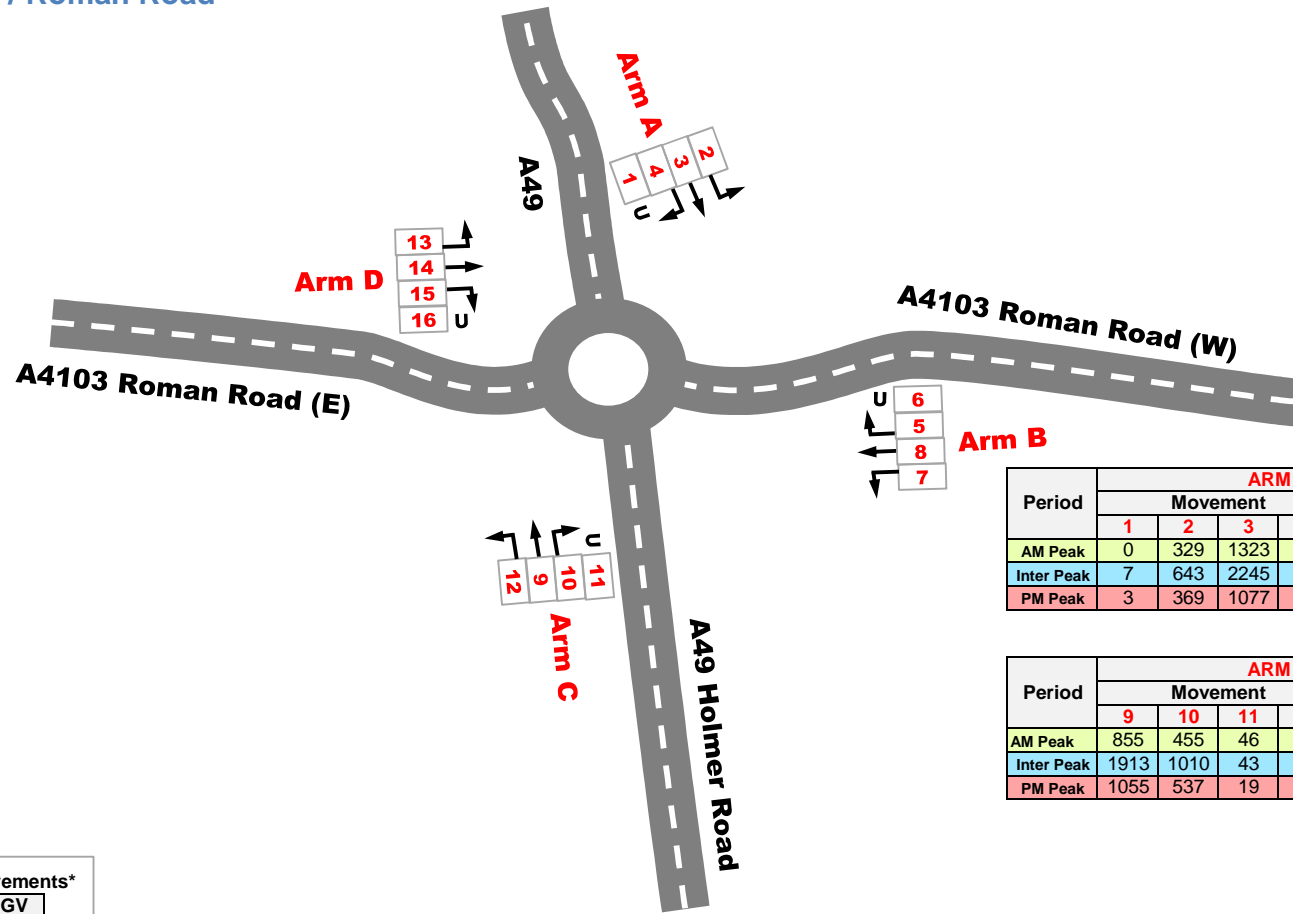 / Roman Road
Arm A
1 4 3 2
U
A49
13
14
15
16 U
Arm D
A4103 Roman Road (W)
A4103 Roman Road (E)
U 6
5
8
7
Arm B
U
12 9 10 11
Arm C
A49 Holmer Road
Period ARM
Movement
1 2 3
AM Peak 0 329 1323
Inter Peak 7 643 2245
PM Peak 3 369 1077
Period ARM
Movement
9 10 11
AM Peak 855 455 46
Inter Peak 1913 1010 43
PM Peak 1055 537 19
ements*
GV